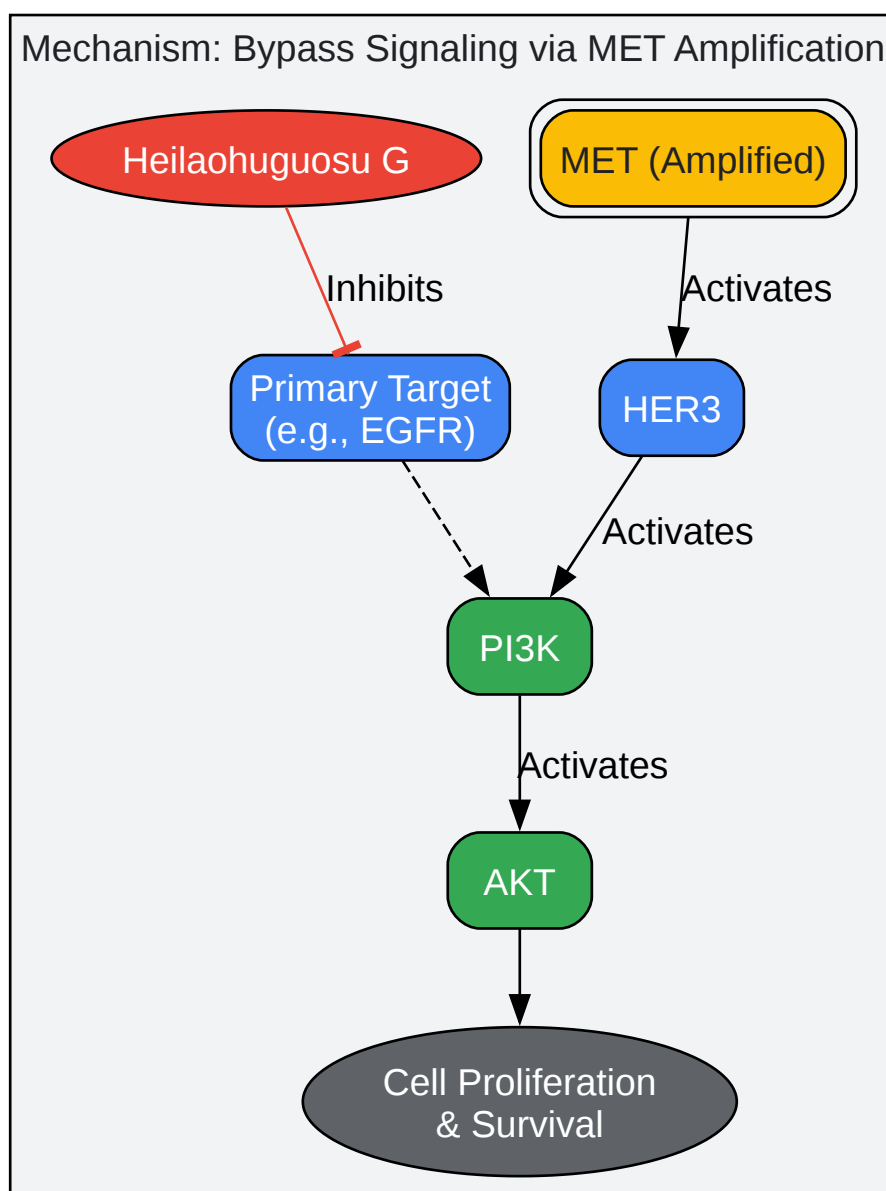 Mechanism: Bypass Signaling via MET Amplification
Heilaohuguosu G
MET (Amplified)
Inhibits
Activates
Primary Target
(e.g., EGFR)
HER3
Activates
PI3K
Activates
AKT
Cell Proliferation
& Survival